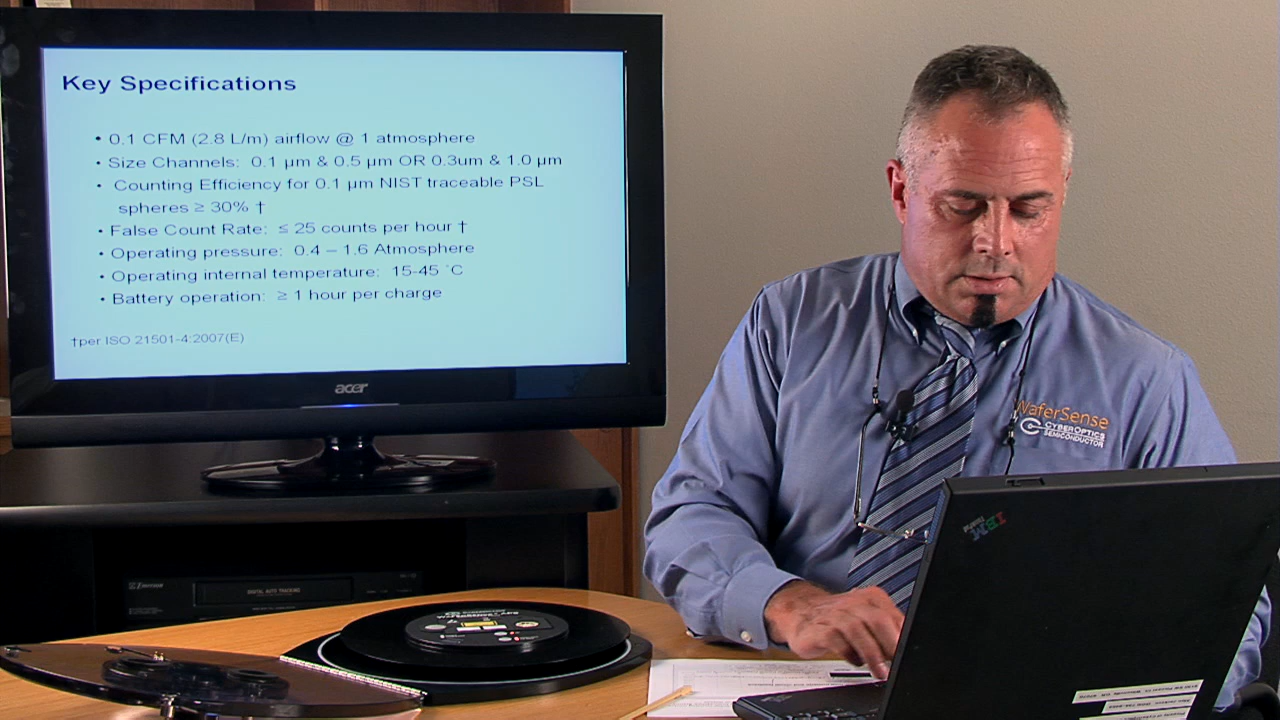 Key Specifications
• 0.1 CFM (2.8 L/m) airflow @ 1 atmosphere
• Size Channels: 0.1 µm & 0.5 µm OR 0.3um & 1.0 µm
• Counting Efficiency for 0.1 µm NIST traceable PSL
spheres ≥ 30% †
• False Count Rate: ≤ 25 counts per hour †
• Operating pressure: 0.4 – 1.6 Atmosphere
• Operating internal temperature: 15-45 ˚C
• Battery operation: ≥ 1 hour per charge
†per ISO 21501-4:2007(E)
acer
WaferSense
CYBEROPTICS
SEMICONDUCTOR
IBM
DIGITAL AUTO TRACKING